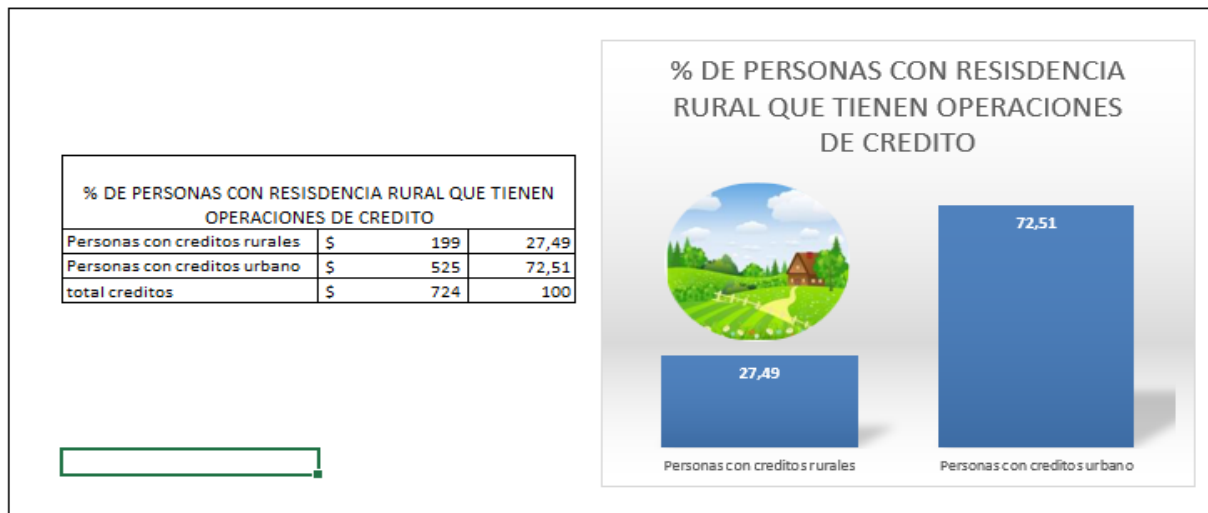 % DE PERSONAS CON RESISDENCIA RURAL QUE TIENEN
OPERACIONES DE CREDITO
Personas con creditos rurales $ 199 27,49
Personas con creditos urbano $ 525 72,51
total creditos $ 724 100
% DE PERSONAS CON RESISDENCIA
RURAL QUE TIENEN OPERACIONES
DE CREDITO
72,51
27,49
Personas con creditos rurales Personas con creditos urbano